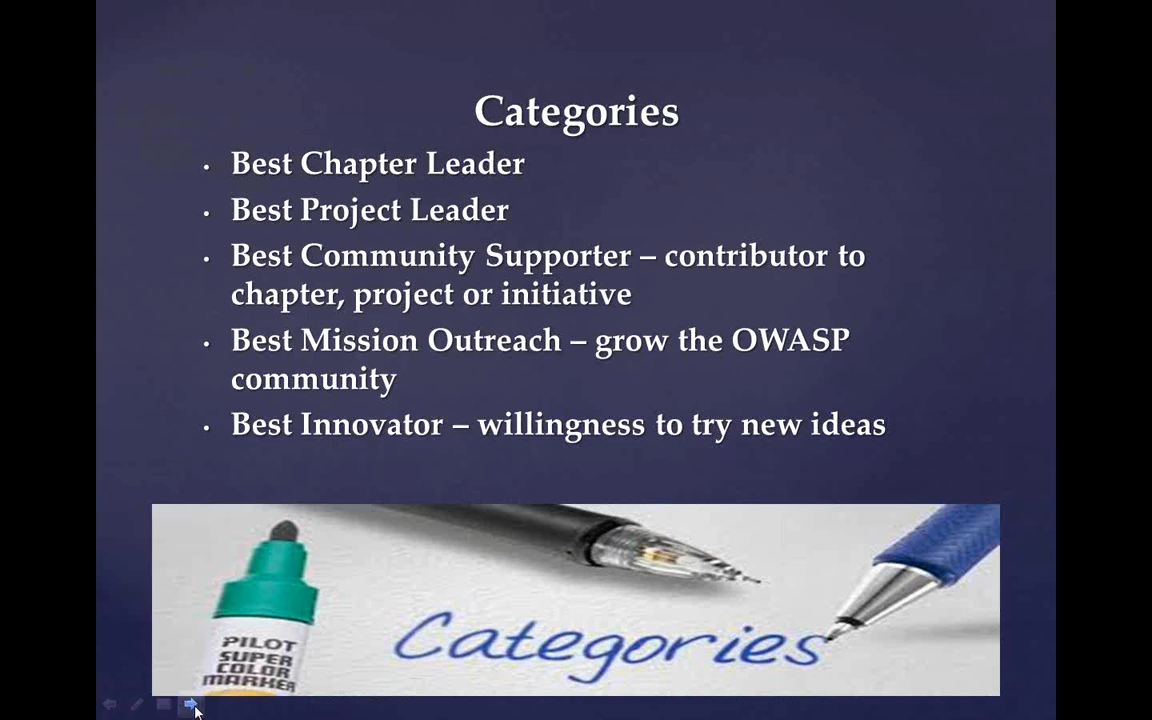 Categories
• Best Chapter Leader
• Best Project Leader
• Best Community Supporter – contributor to
chapter, project or initiative
• Best Mission Outreach – grow the OWASP
community
• Best Innovator – willingness to try new ideas
Categories
PILOT
SUPER
COLOR
MARKER